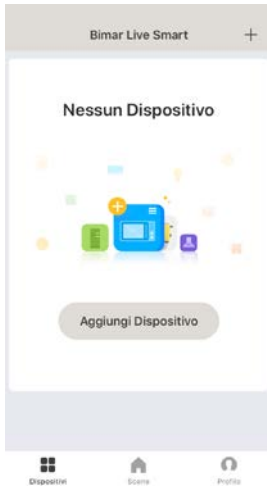 Bimar Live Smart +
Nessun Dispositivo
Aggiungi Dispositivo
Dispositivi Scene Profilo